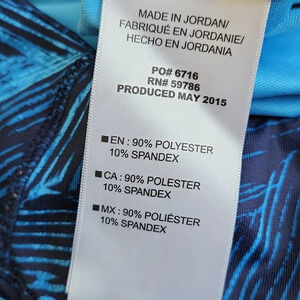 MADE IN JORDAN/
FABRIQUÉ EN JORDANIE/
HECHO EN JORDANIA
PO# 6716
RN# 59786
PRODUCED MAY 2015
■ EN : 90% POLYESTER
10% SPANDEX
■ CA : 90% POLESTER
10% SPANDEX
■ MX : 90% POLIÉSTER
10% SPANDEX